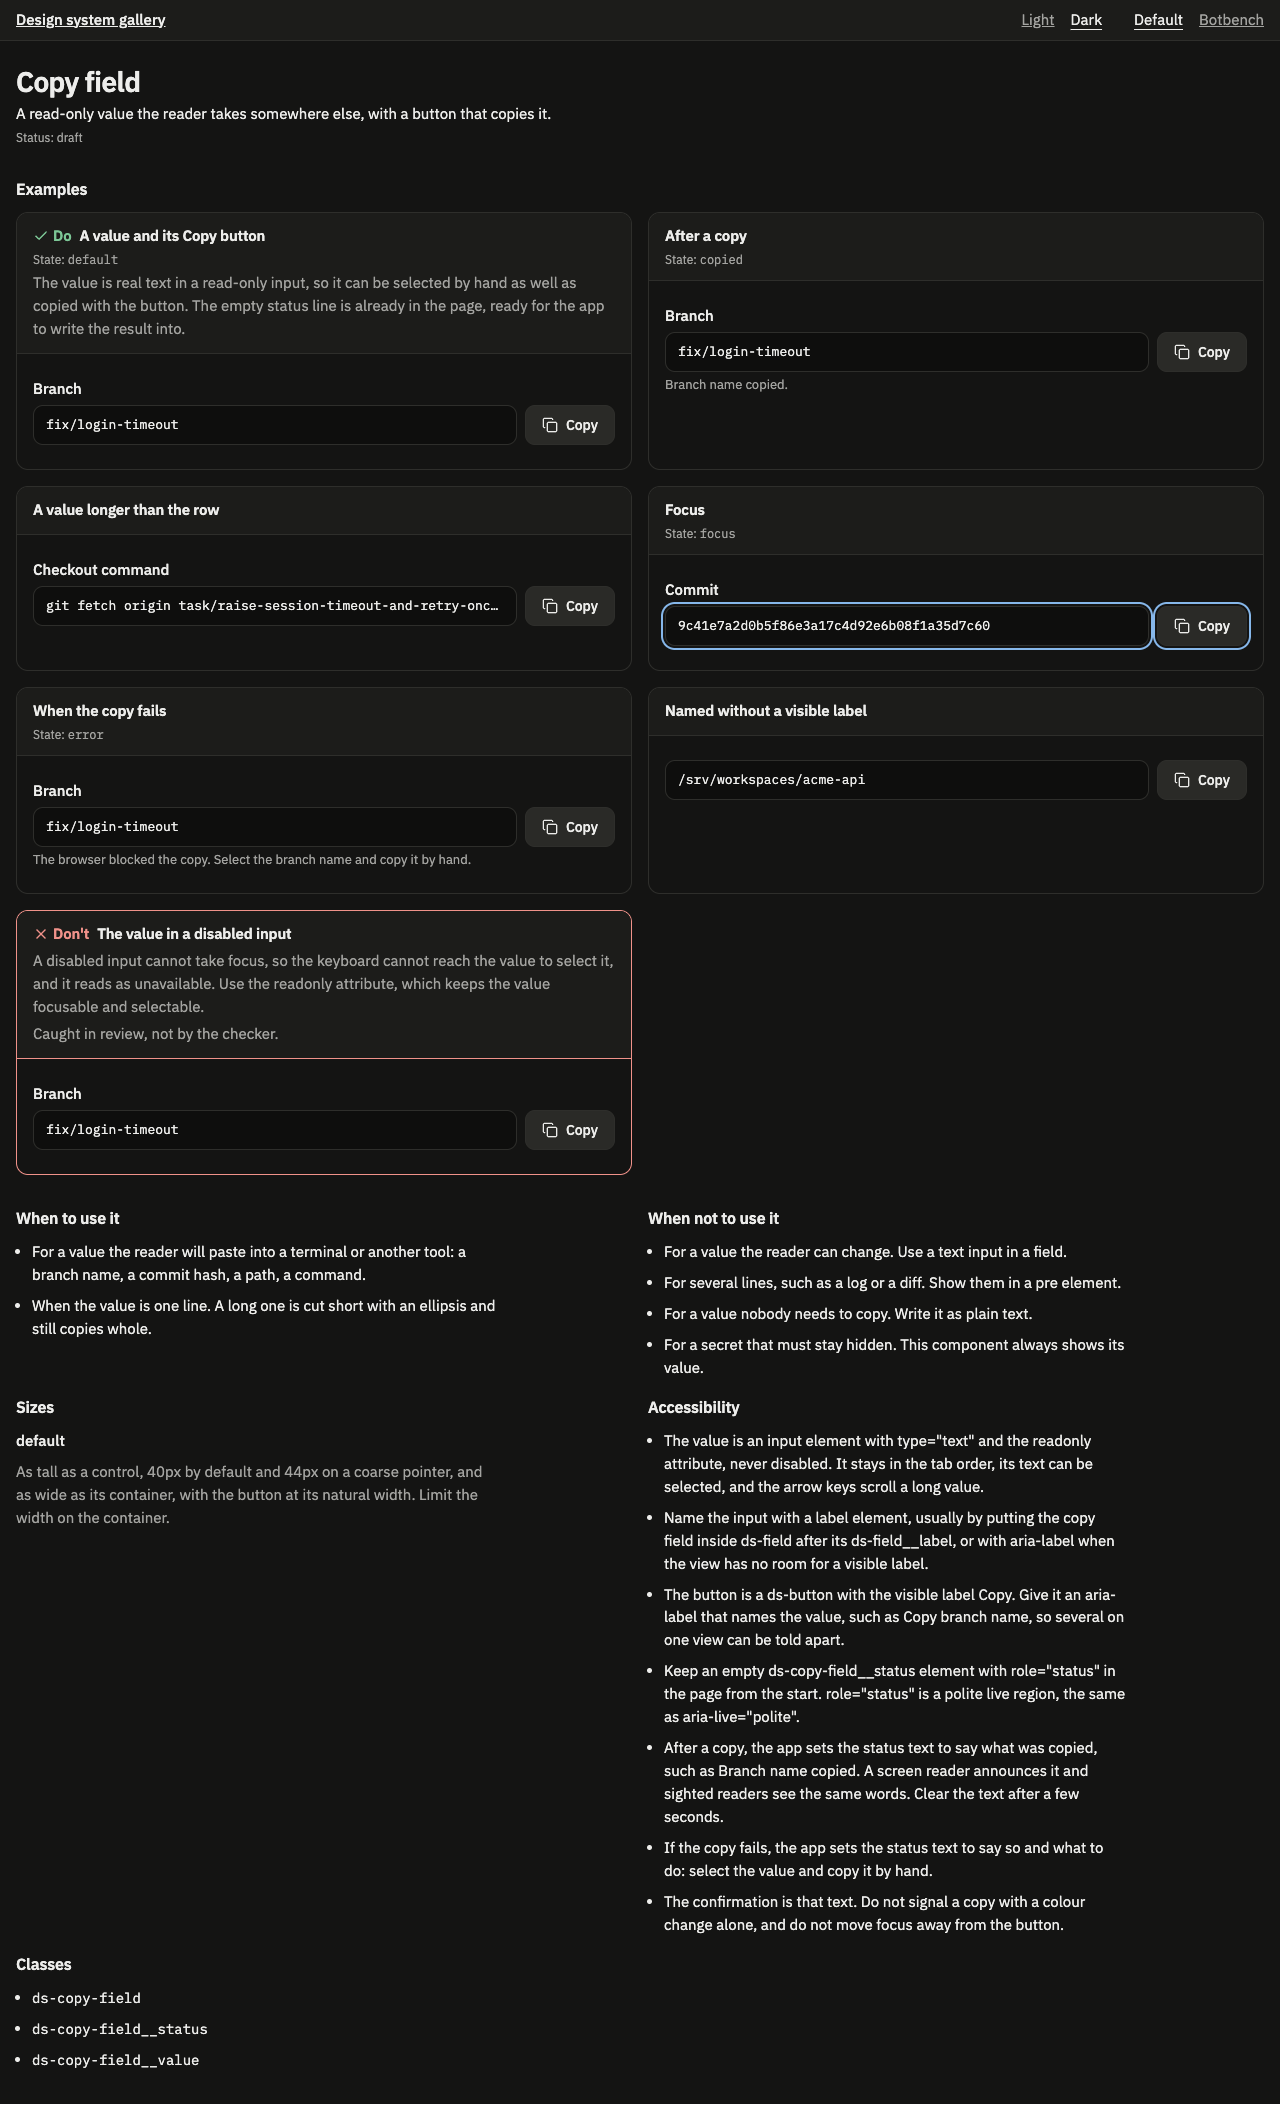 Design system gallery
Light Dark Default Botbench
Copy field
A read-only value the reader takes somewhere else, with a button that copies it.
Status: draft
Examples
Do A value and its Copy button
State: default
The value is real text in a read-only input, so it can be selected by hand as well as
copied with the button. The empty status line is already in the page, ready for the app
to write the result into.
Branch
fix/login-timeout
Copy
After a copy
State: copied
Branch
fix/login-timeout
Copy
Branch name copied.
A value longer than the row
Checkout command
git fetch origin task/raise-session-timeout-and-retry-onc…
Copy
Focus
State: focus
Commit
9c41e7a2d0b5f86e3a17c4d92e6b08f1a35d7c60
Copy
When the copy fails
State: error
Branch
fix/login-timeout
Copy
The browser blocked the copy. Select the branch name and copy it by hand.
Named without a visible label
/srv/workspaces/acme-api
Copy
Don't The value in a disabled input
A disabled input cannot take focus, so the keyboard cannot reach the value to select it,
and it reads as unavailable. Use the readonly attribute, which keeps the value
focusable and selectable.
Caught in review, not by the checker.
Branch
fix/login-timeout
Copy
When to use it
• For a value the reader will paste into a terminal or another tool: a
branch name, a commit hash, a path, a command.
• When the value is one line. A long one is cut short with an ellipsis and
still copies whole.
When not to use it
• For a value the reader can change. Use a text input in a field.
• For several lines, such as a log or a diff. Show them in a pre element.
• For a value nobody needs to copy. Write it as plain text.
• For a secret that must stay hidden. This component always shows its
value.
Sizes
default
As tall as a control, 40px by default and 44px on a coarse pointer, and
as wide as its container, with the button at its natural width. Limit the
width on the container.
Accessibility
• The value is an input element with type="text" and the readonly
attribute, never disabled. It stays in the tab order, its text can be
selected, and the arrow keys scroll a long value.
• Name the input with a label element, usually by putting the copy
field inside ds-field after its ds-field__label, or with aria-label when
the view has no room for a visible label.
• The button is a ds-button with the visible label Copy. Give it an aria-
label that names the value, such as Copy branch name, so several on
one view can be told apart.
• Keep an empty ds-copy-field__status element with role="status" in
the page from the start. role="status" is a polite live region, the same
as aria-live="polite".
• After a copy, the app sets the status text to say what was copied,
such as Branch name copied. A screen reader announces it and
sighted readers see the same words. Clear the text after a few
seconds.
• If the copy fails, the app sets the status text to say so and what to
do: select the value and copy it by hand.
• The confirmation is that text. Do not signal a copy with a colour
change alone, and do not move focus away from the button.
Classes
• ds-copy-field
• ds-copy-field__status
• ds-copy-field__value